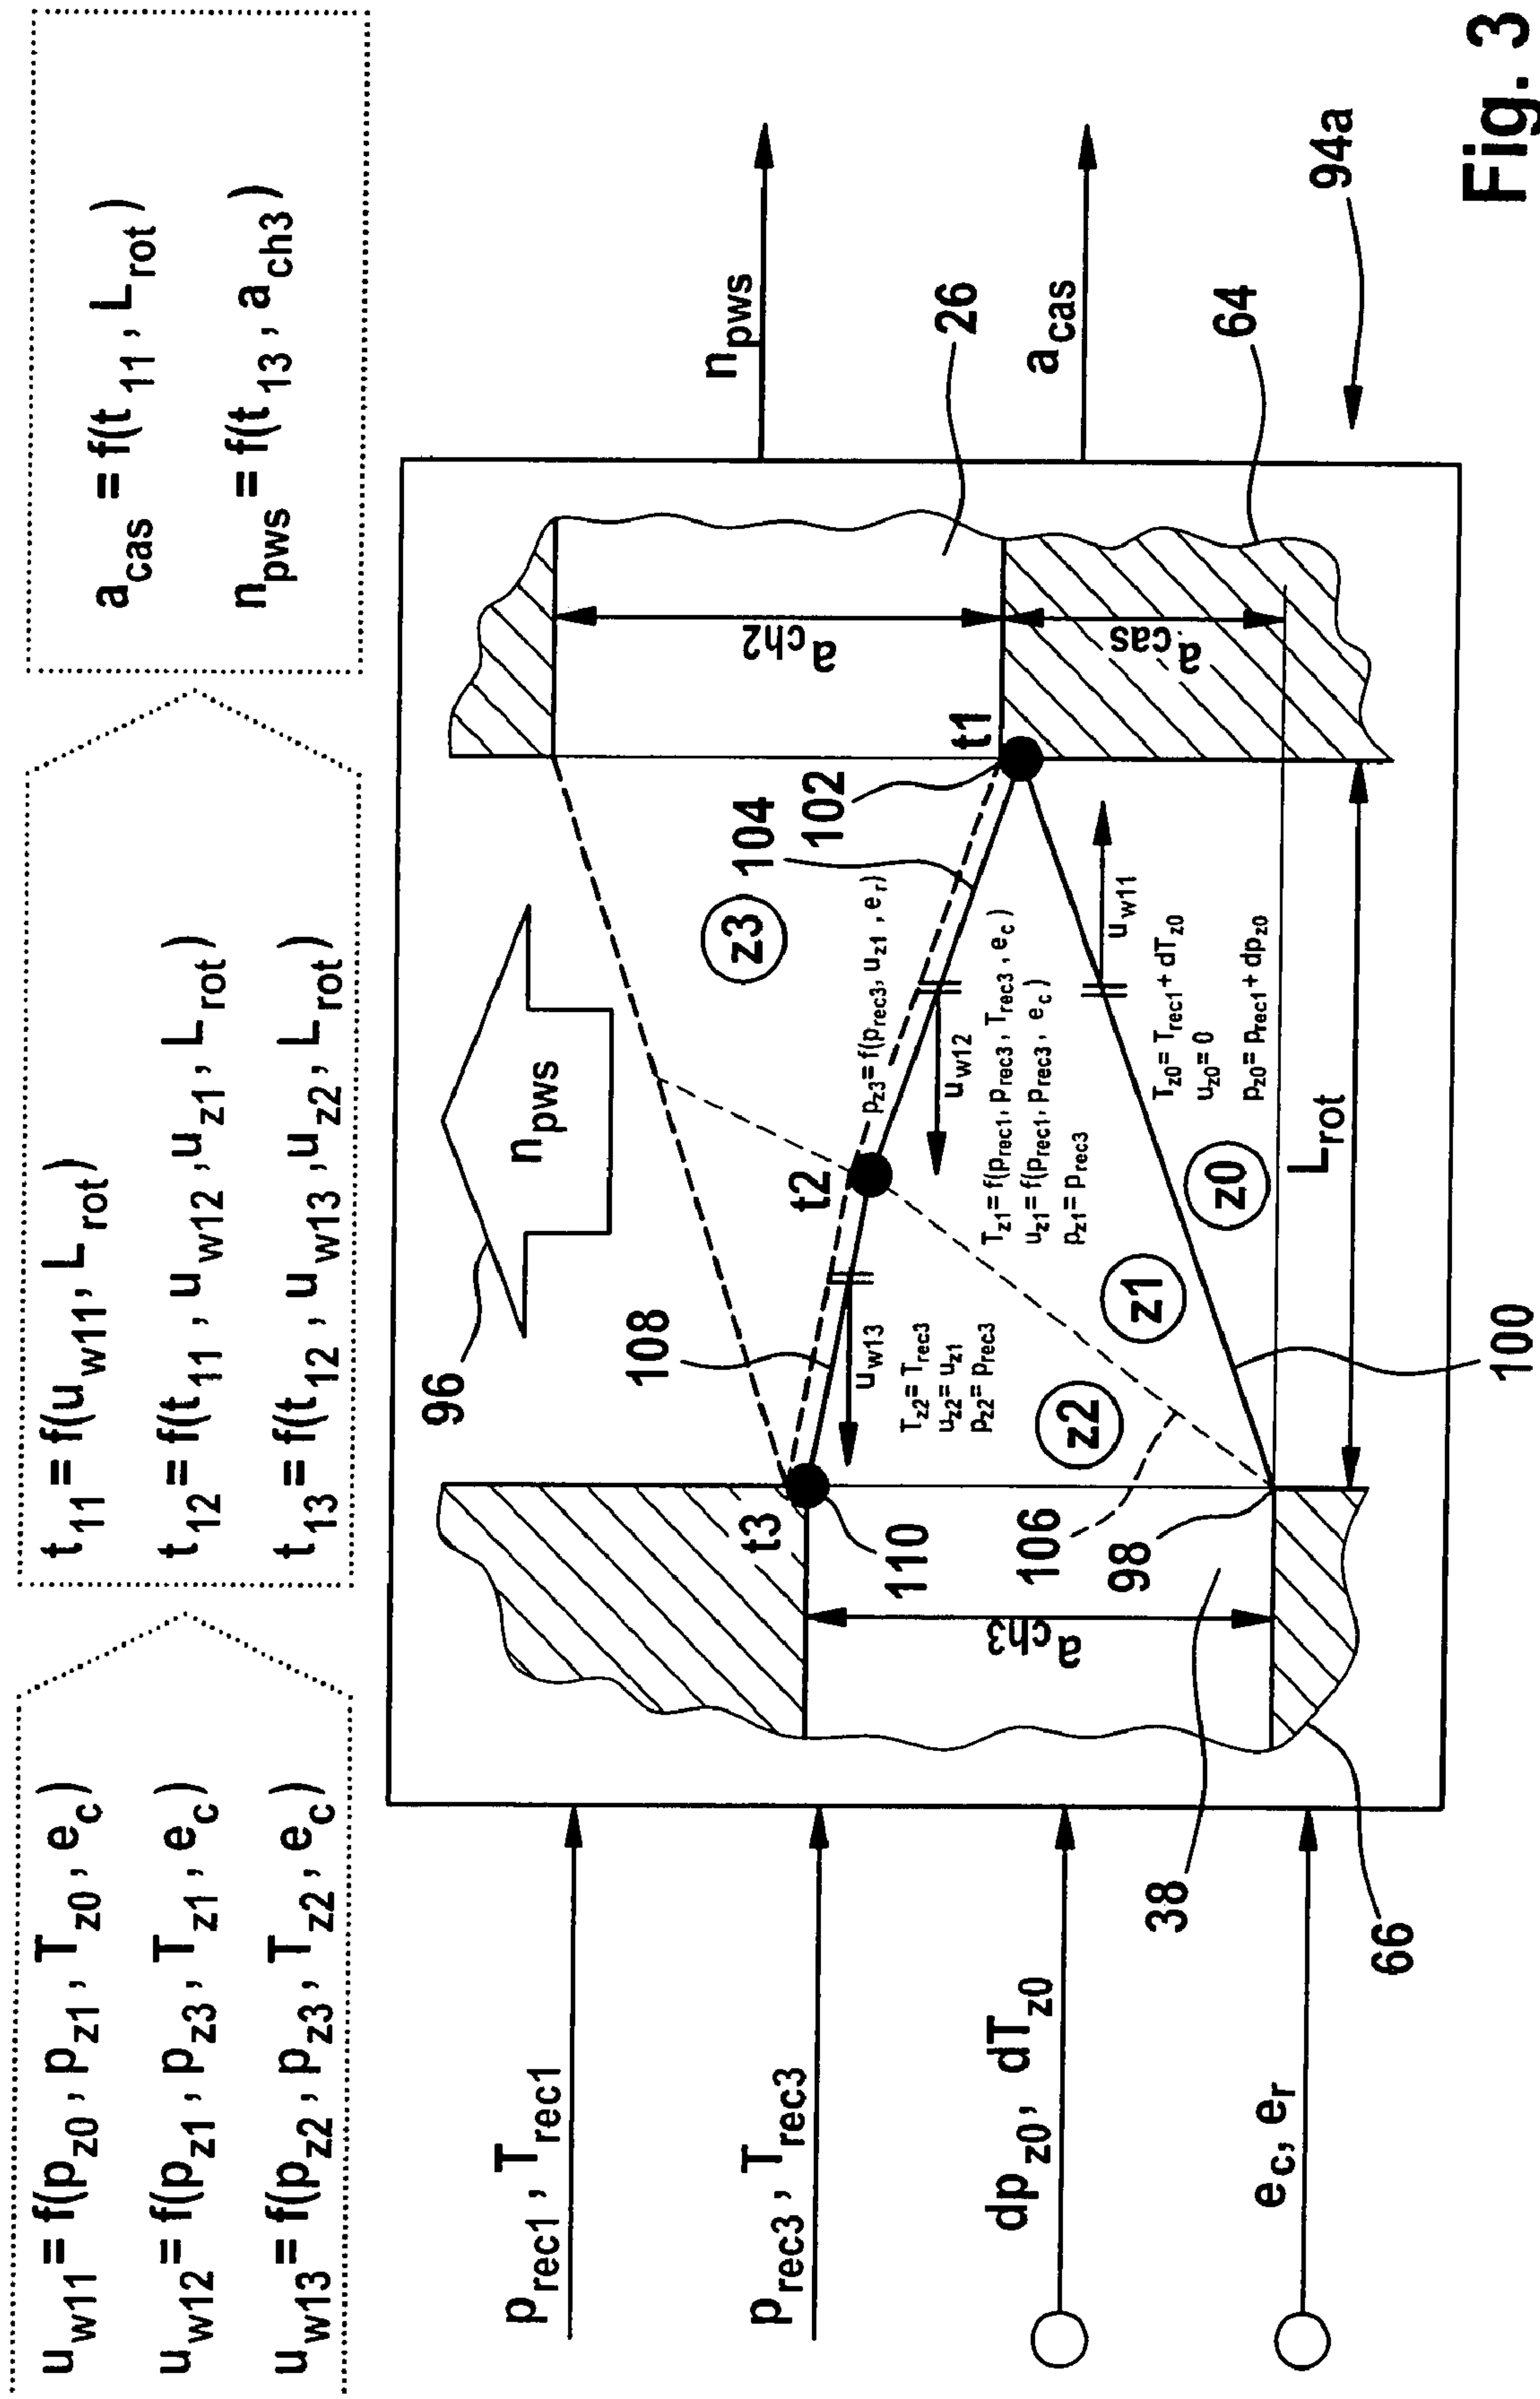 u_w11 = f(p_z0 , p_z1 , T_z0 , e_c)
u_w12 = f(p_z1 , p_z3 , T_z1 , e_c)
u_w13 = f(p_z2 , p_z3 , T_z2 , e_c)
t_11 = f(u_w11 , L_rot)
t_12 = f(t_11 , u_w12 , u_z1 , L_rot)
t_13 = f(t_12 , u_w13 , u_z2 , L_rot)
a_cas = f(t_11 , L_rot)
n_pws = f(t_13 , a_ch3)
p_rec1 , T_rec1
p_rec3 , T_rec3
dp_z0 , dT_z0
e_c, e_r
96
n_pws
n_pws
a_cas
108
104
102
z3
t3
t2
t1
110
106
98
38
66
a_ch3
a_ch2
a_cas
26
64
94a
u_w13
T_z2 = T_rec3
u_z2 = u_z1
p_z2 = p_rec3
p_z3 = f(p_rec3, u_z1 , e_r)
u_w12
T_z1 = f(p_rec1, p_rec3 , T_rec3 , e_c)
u_z1 = f(p_rec1, p_rec3 , e_c)
p_z1 = p_rec3
u_w11
T_z0 = T_rec1 + dT_z0
u_z0 = 0
p_z0 = p_rec1 + dp_z0
z2
z1
z0
L_rot
100
Fig. 3